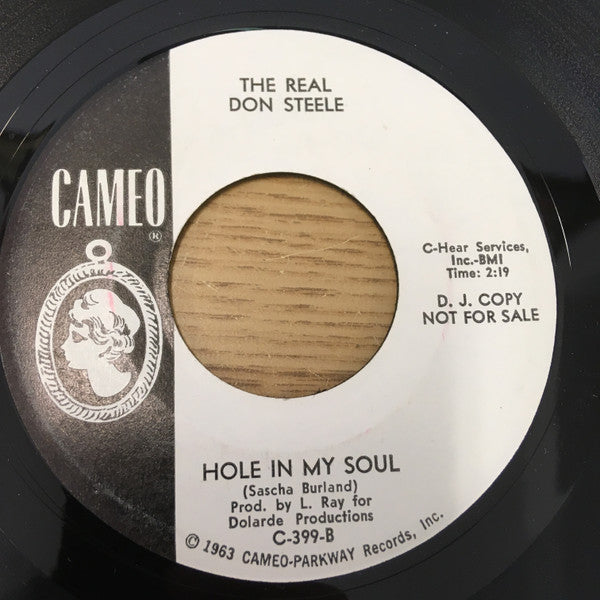 THE REAL
DON STEELE
CAMEO
®
C-Hear Services,
Inc.-BMI
Time: 2:19
D. J. COPY
NOT FOR SALE
HOLE IN MY SOUL
(Sascha Burland)
Prod. by L. Ray for
Dolarde Productions
C-399-B
© 1963 CAMEO-PARKWAY Records, Inc.